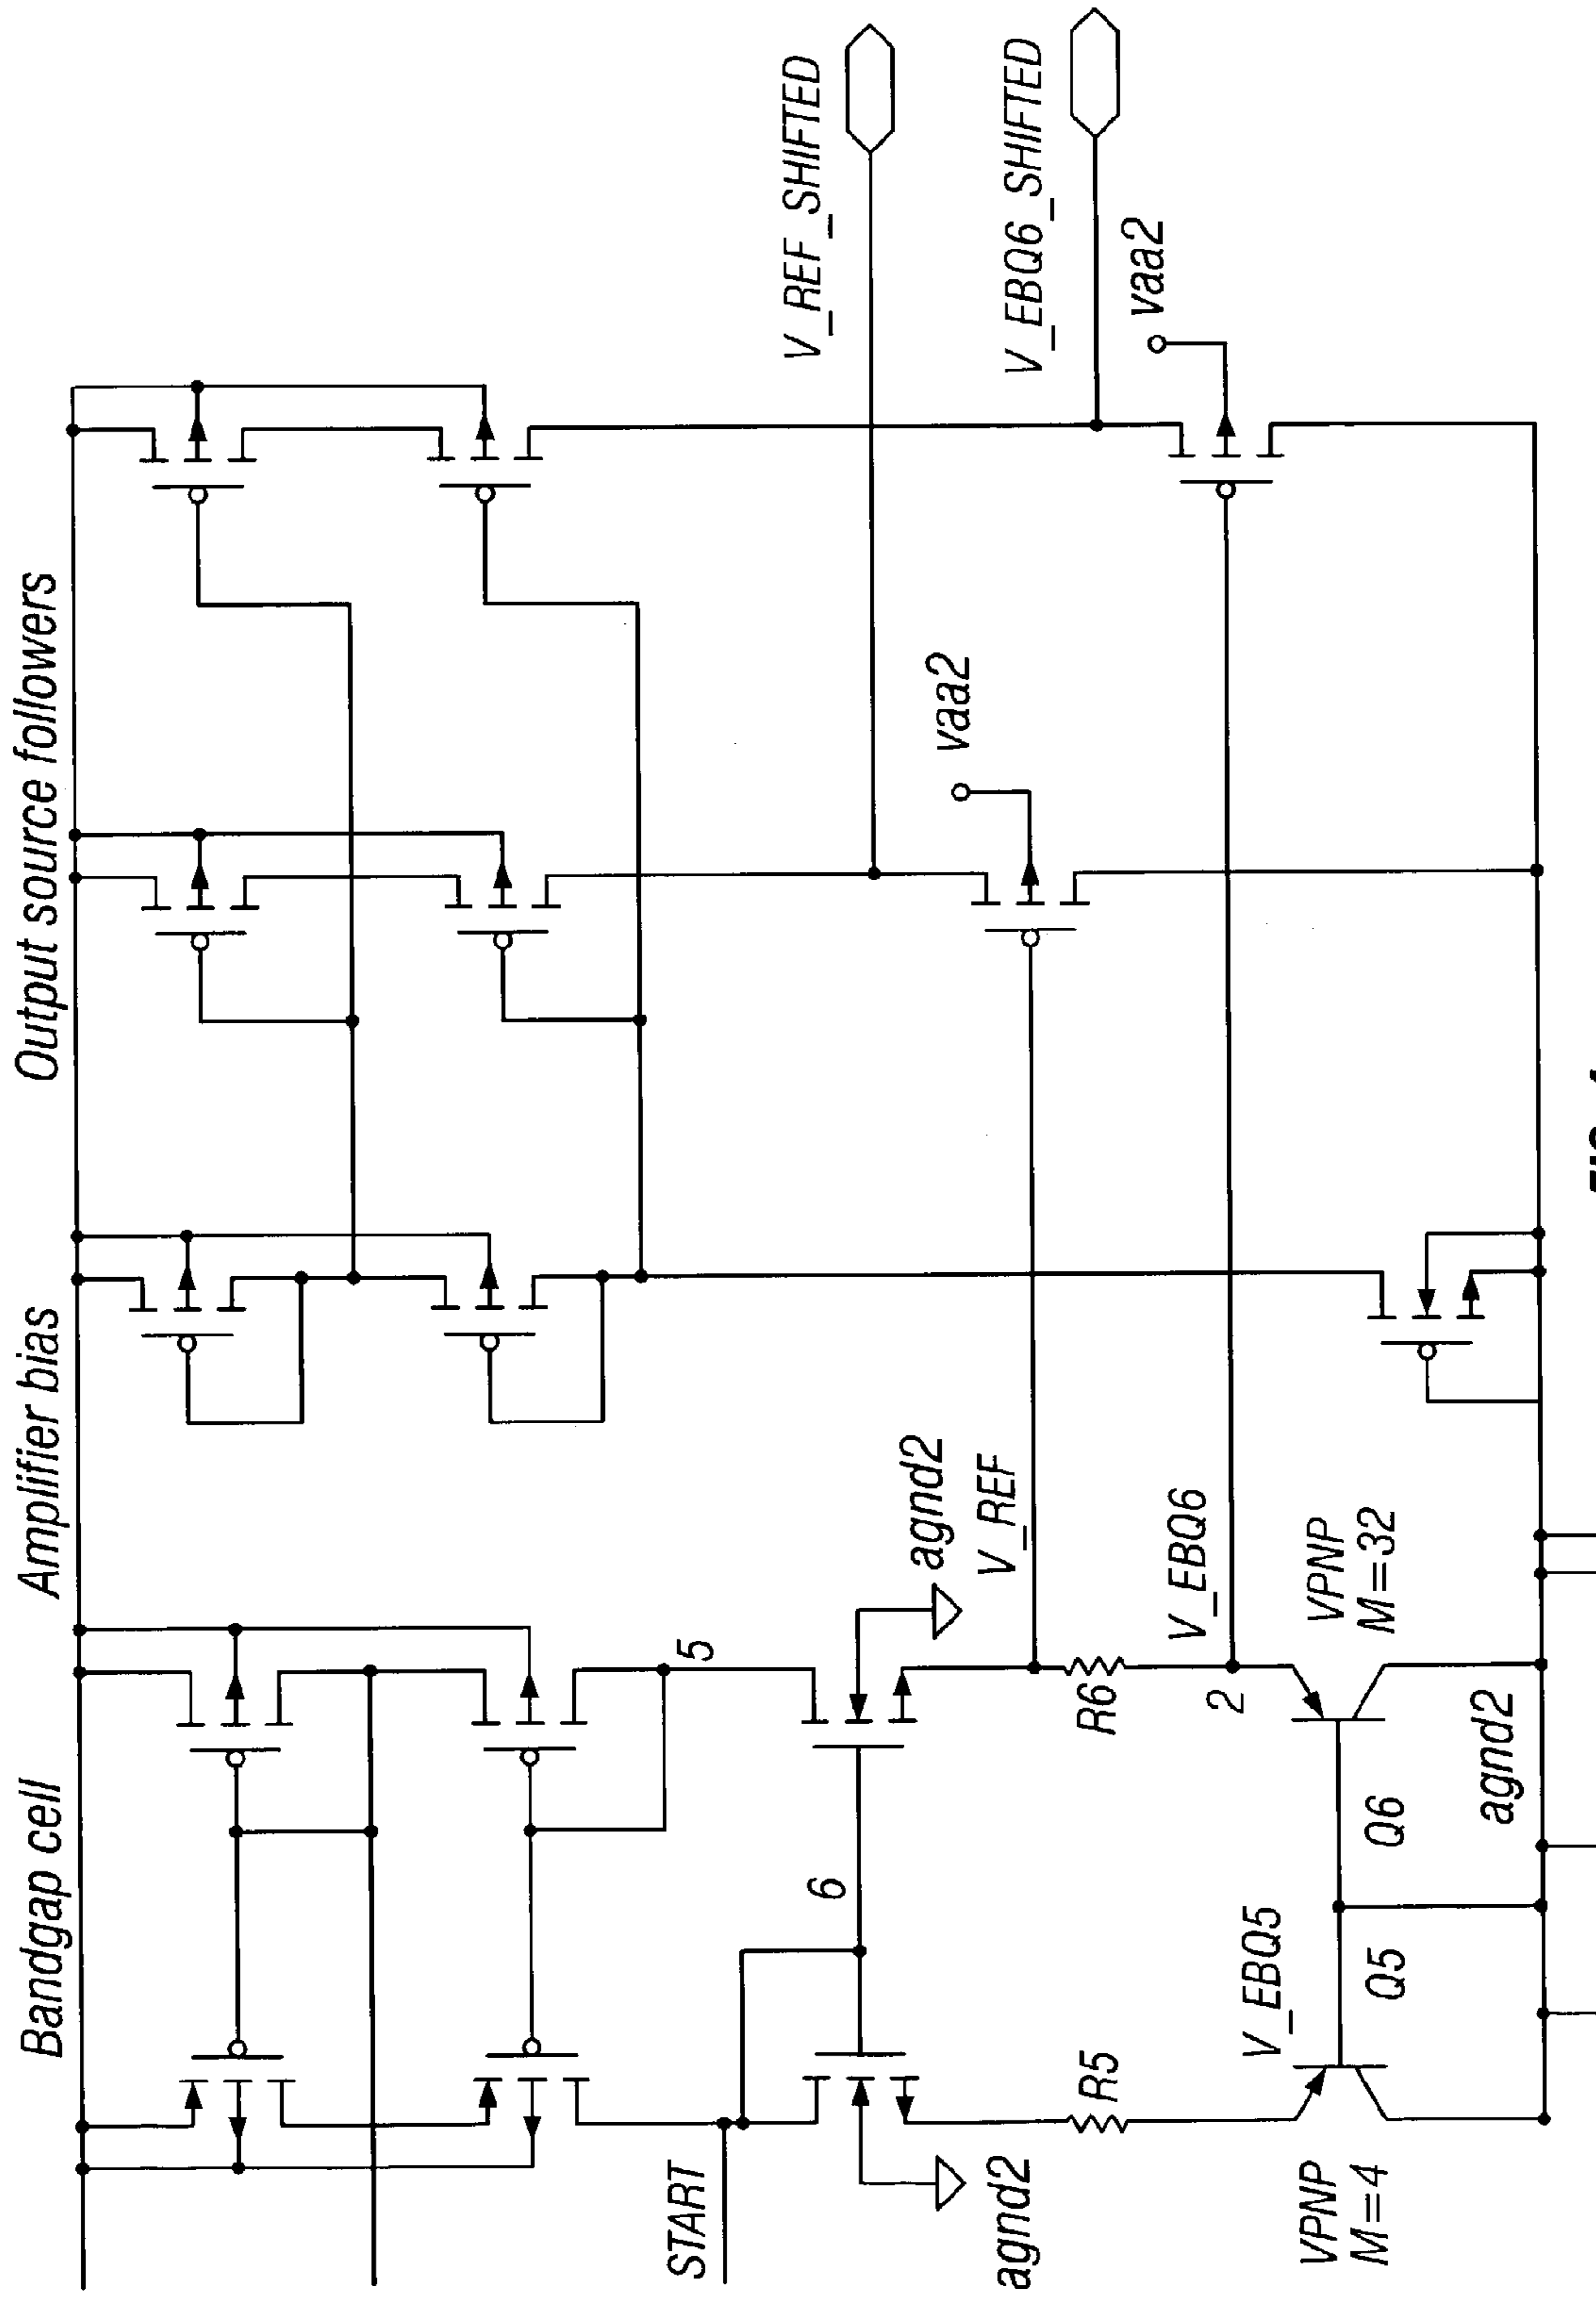 Bandgap cell
Amplifier bias
Output source followers
START
5
6
agnd2
agnd2
V_REF
V_REF_SHIFTED
vaa2
V_EBQ6_SHIFTED
vaa2
R5
R6
2
V_EBQ6
V_EBQ5
VPNP
M=4
VPNP
M=32
Q5
Q6
agnd2